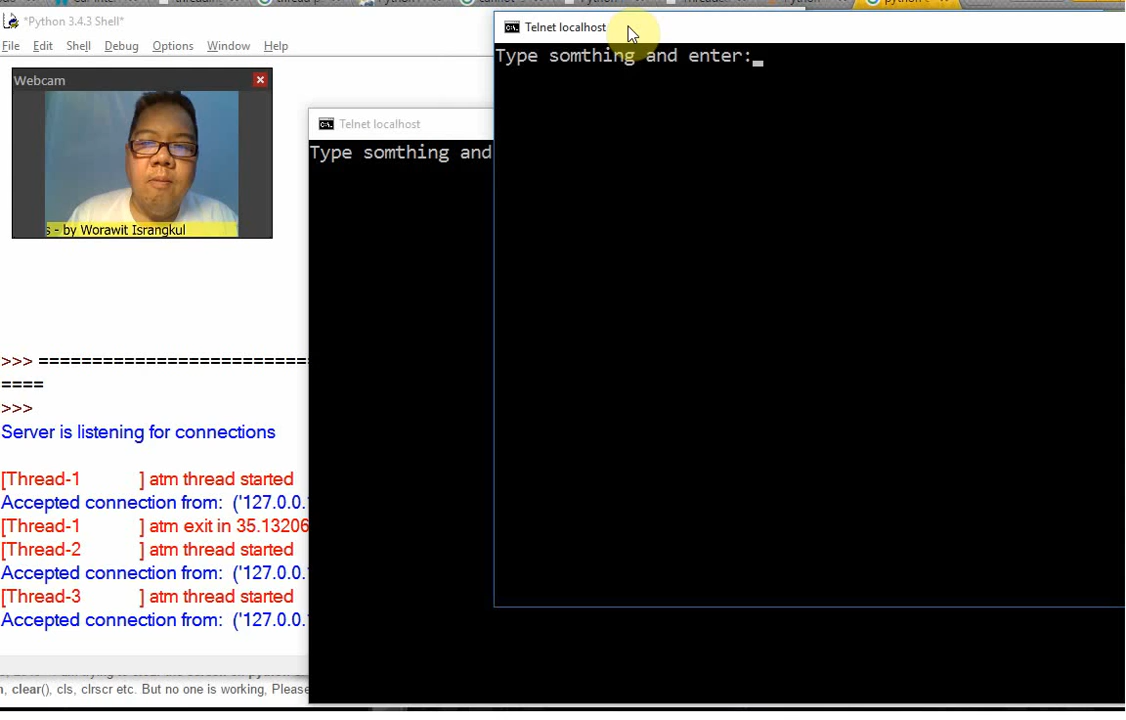 *Python 3.4.3 Shell*
File Edit Shell Debug Options Window Help
Webcam
s - by Worawit Israngkul
Telnet localhost
Type somthing and
Telnet localhost
Type somthing and enter:
>>> =========================
====
>>>
Server is listening for connections
[Thread-1 ] atm thread started
Accepted connection from: ('127.0.0.
[Thread-1 ] atm exit in 35.13206
[Thread-2 ] atm thread started
Accepted connection from: ('127.0.0.
[Thread-3 ] atm thread started
Accepted connection from: ('127.0.0.
clear(), cls, clrscr etc. But no one is working, Please